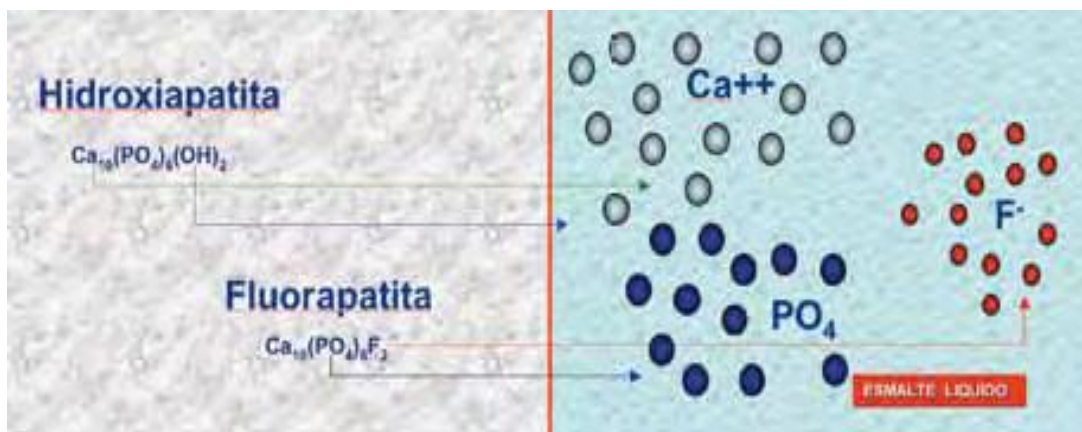 Hidroxiapatita
Ca₁₀(PO₄)₆(OH)₂
Fluorapatita
Ca₁₀(PO₄)₆F₂
Ca++
PO₄
F⁻
ESMALTE LIQUIDO